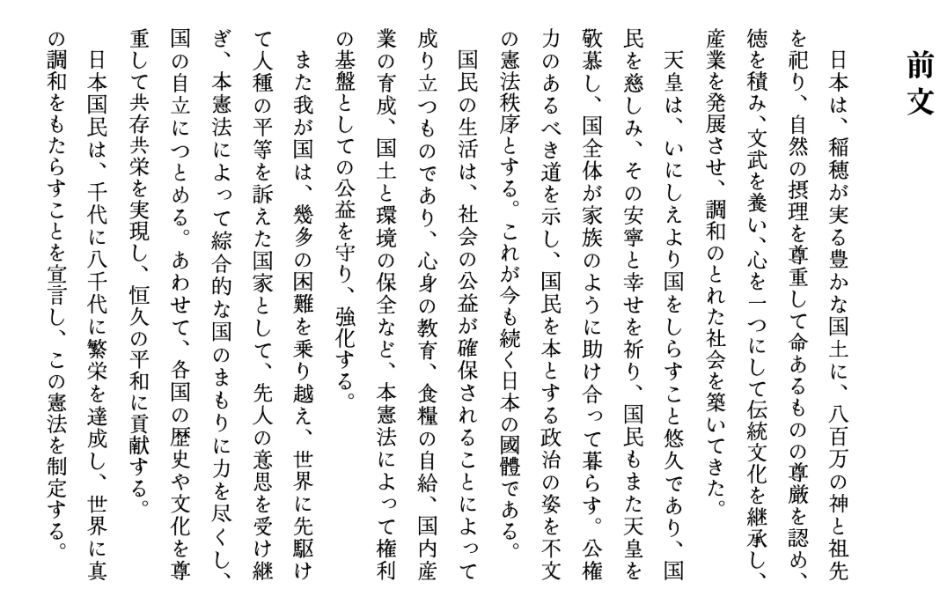 前文
　日本は、稲穂が実る豊かな国土に、八百万の神と祖先
を祀り、自然の摂理を尊重して命あるものの尊厳を認め、
徳を積み、文武を養い、心を一つにして伝統文化を継承し、
産業を発展させ、調和のとれた社会を築いてきた。
　天皇は、いにしえより国をしらすこと悠久であり、国
民を慈しみ、その安寧と幸せを祈り、国民もまた天皇を
敬慕し、国全体が家族のように助け合って暮らす。公権
力のあるべき道を示し、国民を本とする政治の姿を不文
の憲法秩序とする。これが今も続く日本の國體である。
　国民の生活は、社会の公益が確保されることによって
成り立つものであり、心身の教育、食糧の自給、国内産
業の育成、国土と環境の保全など、本憲法によって権利
の基盤としての公益を守り、強化する。
　また我が国は、幾多の困難を乗り越え、世界に先駆け
て人種の平等を訴えた国家として、先人の意思を受け継
ぎ、本憲法によって綜合的な国のまもりに力を尽くし、
国の自立につとめる。あわせて、各国の歴史や文化を尊
重して共存共栄を実現し、恒久の平和に貢献する。
　日本国民は、千代に八千代に繁栄を達成し、世界に真
の調和をもたらすことを宣言し、この憲法を制定する。